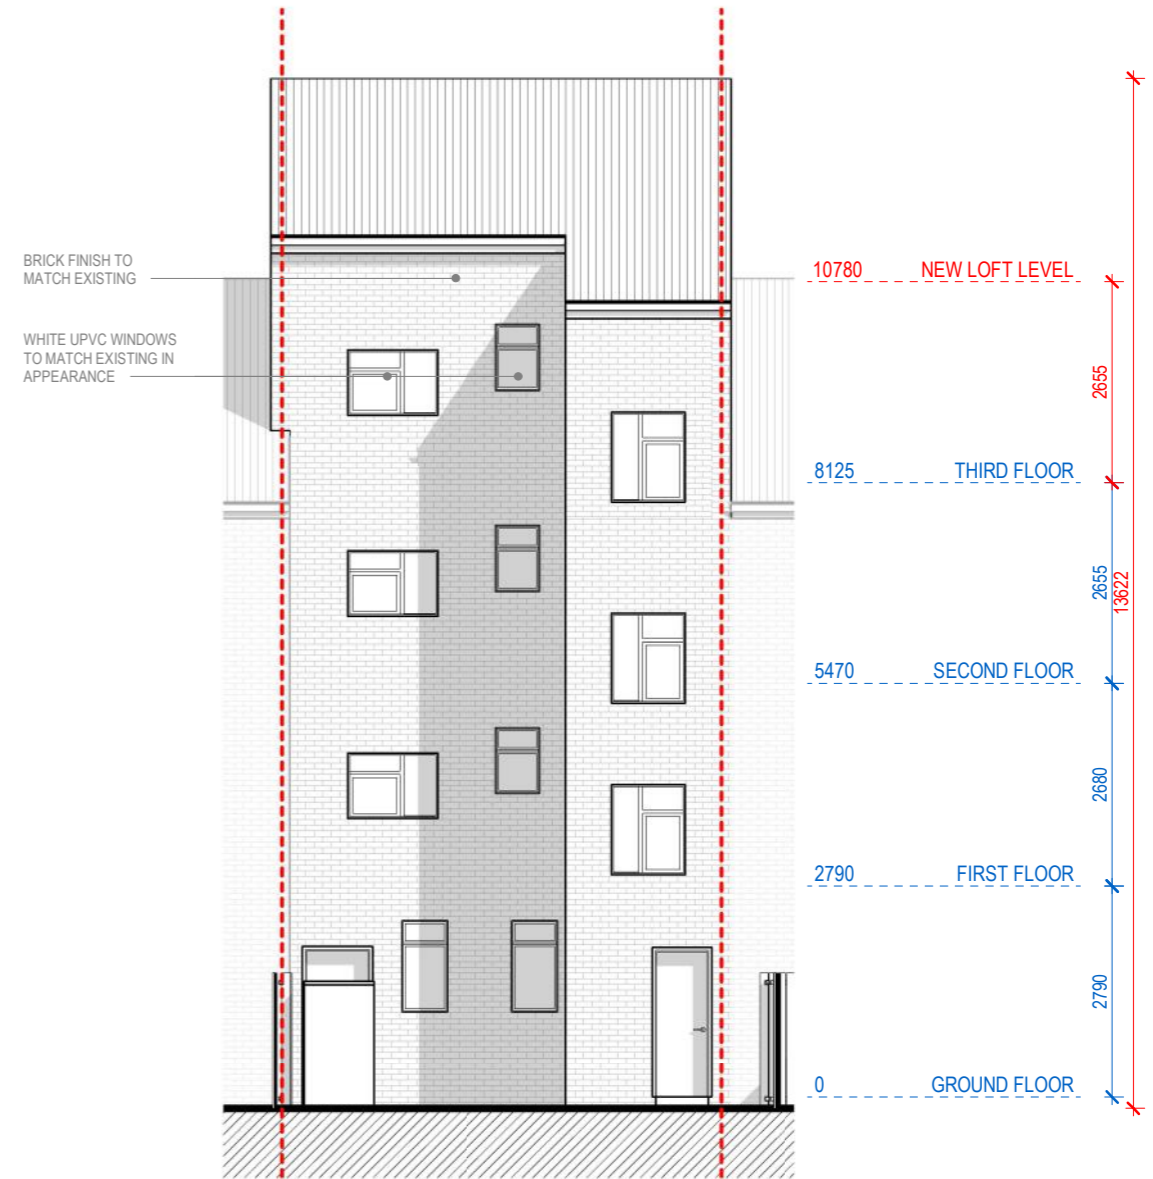 BRICK FINISH TO
MATCH EXISTING
WHITE UPVC WINDOWS
TO MATCH EXISTING IN
APPEARANCE
10780 NEW LOFT LEVEL
2655
8125 THIRD FLOOR
2655
13622
5470 SECOND FLOOR
2680
2790 FIRST FLOOR
2790
0 GROUND FLOOR